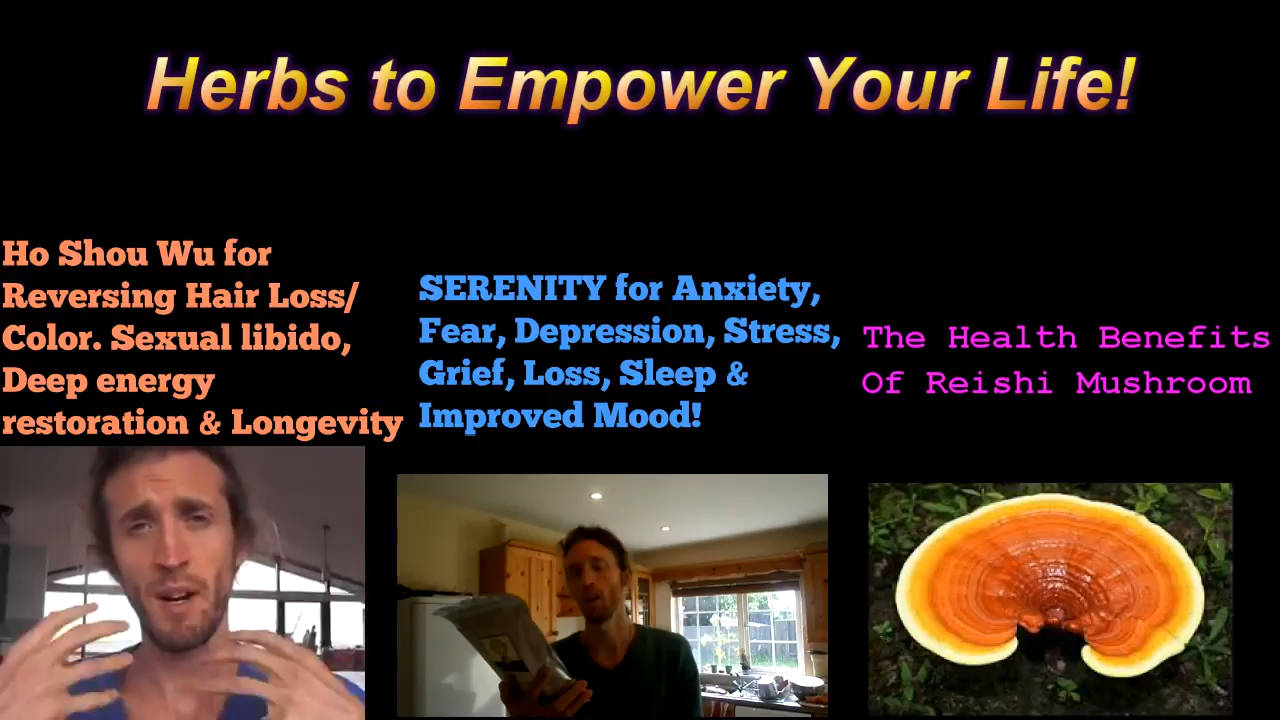 Herbs to Empower Your Life!
Ho Shou Wu for
Reversing Hair Loss/
Color. Sexual libido,
Deep energy
restoration & Longevity
SERENITY for Anxiety,
Fear, Depression, Stress,
Grief, Loss, Sleep &
Improved Mood!
The Health Benefits
Of Reishi Mushroom